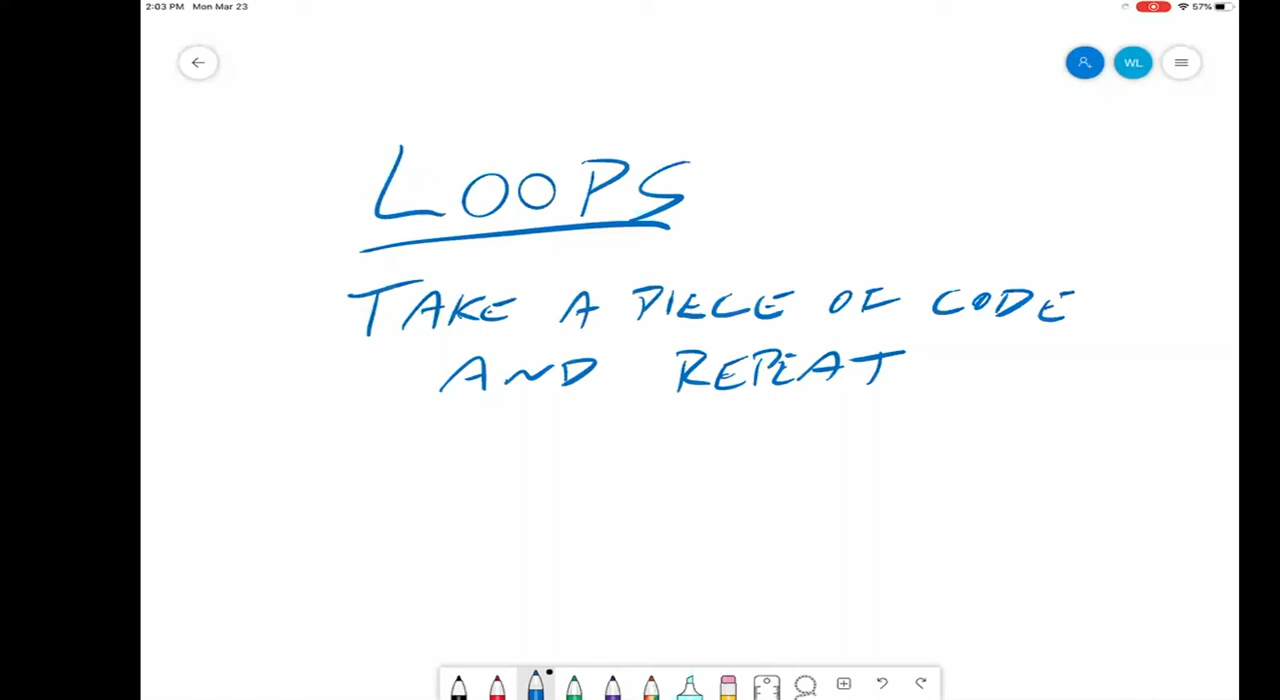 2:03 PM Mon Mar 23
57%
WL
LOOPS
TAKE A PIECE OF CODE
AND REPEAT